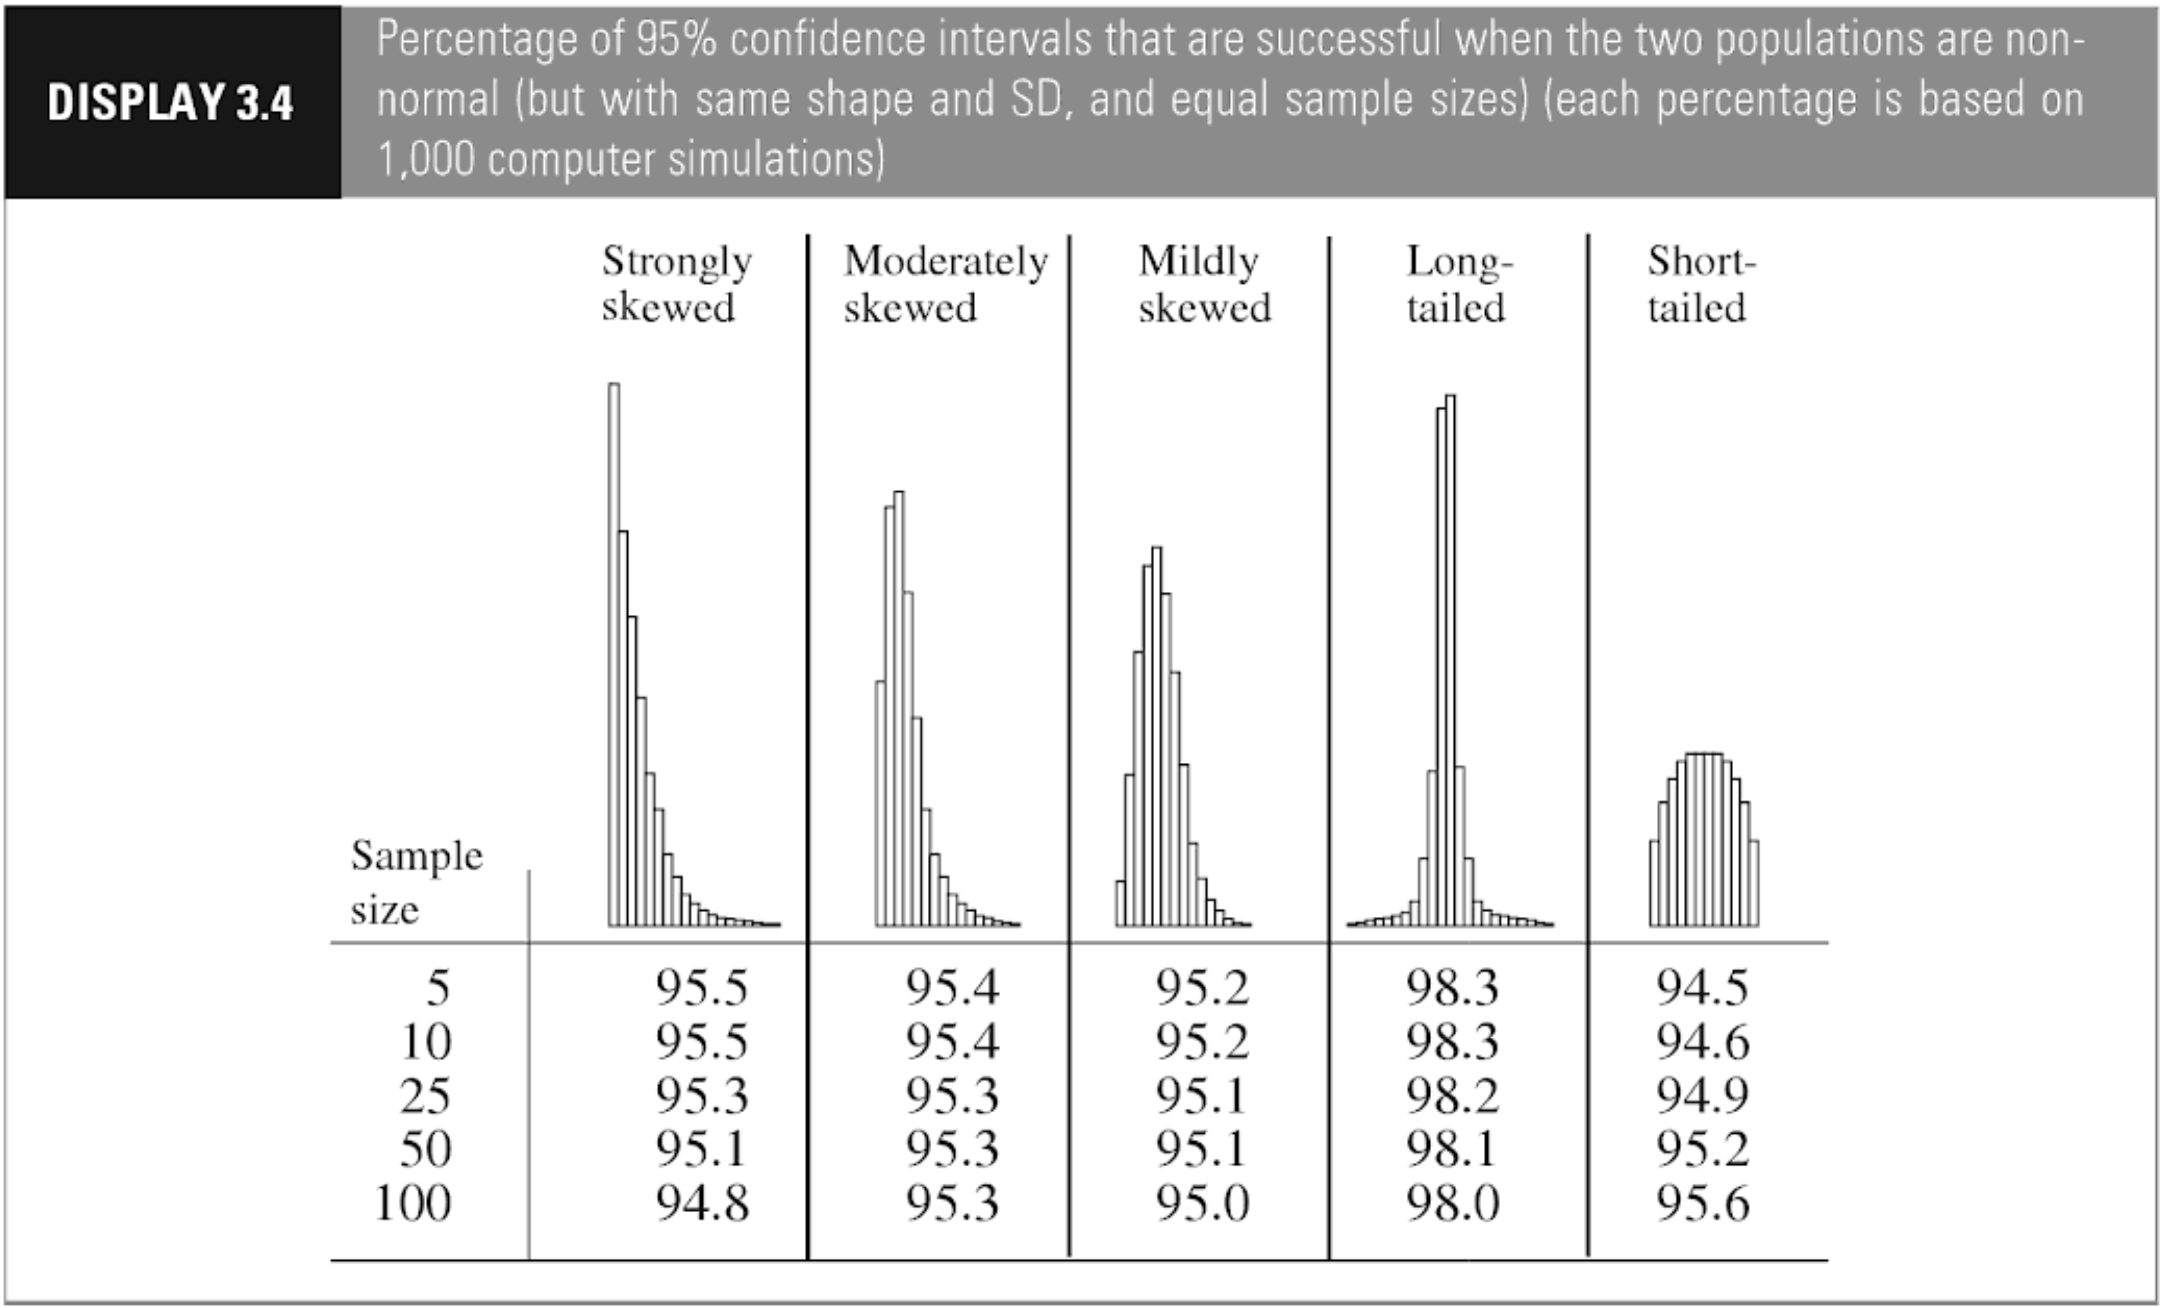 DISPLAY 3.4
Percentage of 95% confidence intervals that are successful when the two populations are non-
normal (but with same shape and SD, and equal sample sizes) (each percentage is based on
1,000 computer simulations)
Strongly skewed
Moderately skewed
Mildly skewed
Long-tailed
Short-tailed
Sample
size
5 95.5 95.4 95.2 98.3 94.5
10 95.5 95.4 95.2 98.3 94.6
25 95.3 95.3 95.1 98.2 94.9
50 95.1 95.3 95.1 98.1 95.2
100 94.8 95.3 95.0 98.0 95.6